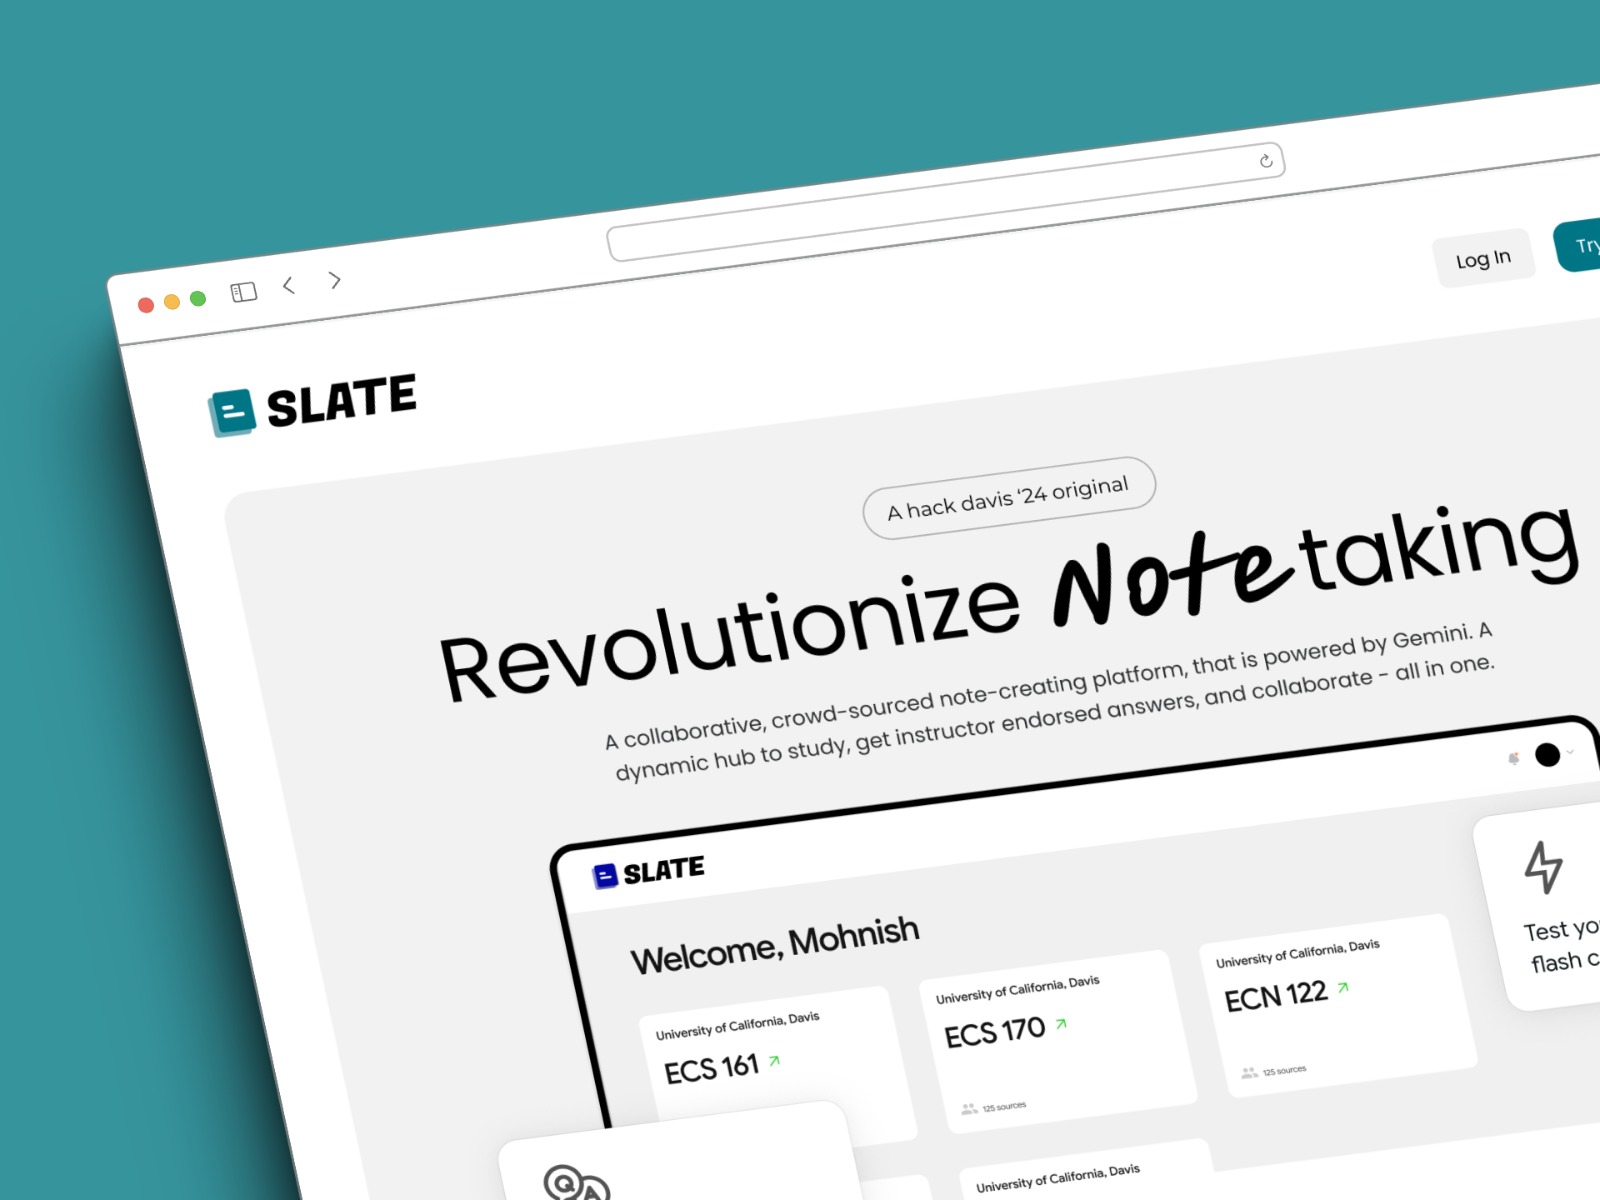 Log In
Try
SLATE
A hack davis ‘24 original
Revolutionize Note taking
A collaborative, crowd-sourced note-creating platform, that is powered by Gemini. A
dynamic hub to study, get instructor endorsed answers, and collaborate - all in one.
SLATE
Welcome, Mohnish
University of California, Davis
ECS 161
University of California, Davis
ECS 170
125 sources
University of California, Davis
ECN 122
125 sources
Test
flash
University of California, Davis
Q A